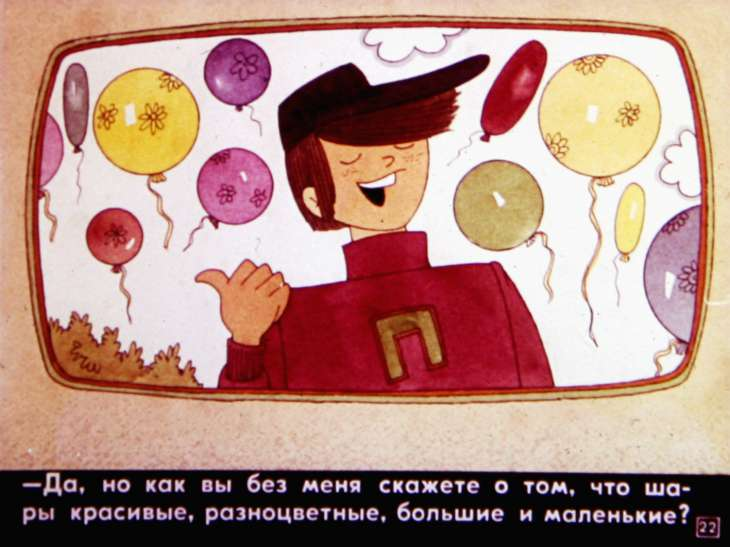 П
—Да, но как вы без меня скажете о том, что ша-
ры красивые, разноцветные, большие и маленькие?
22